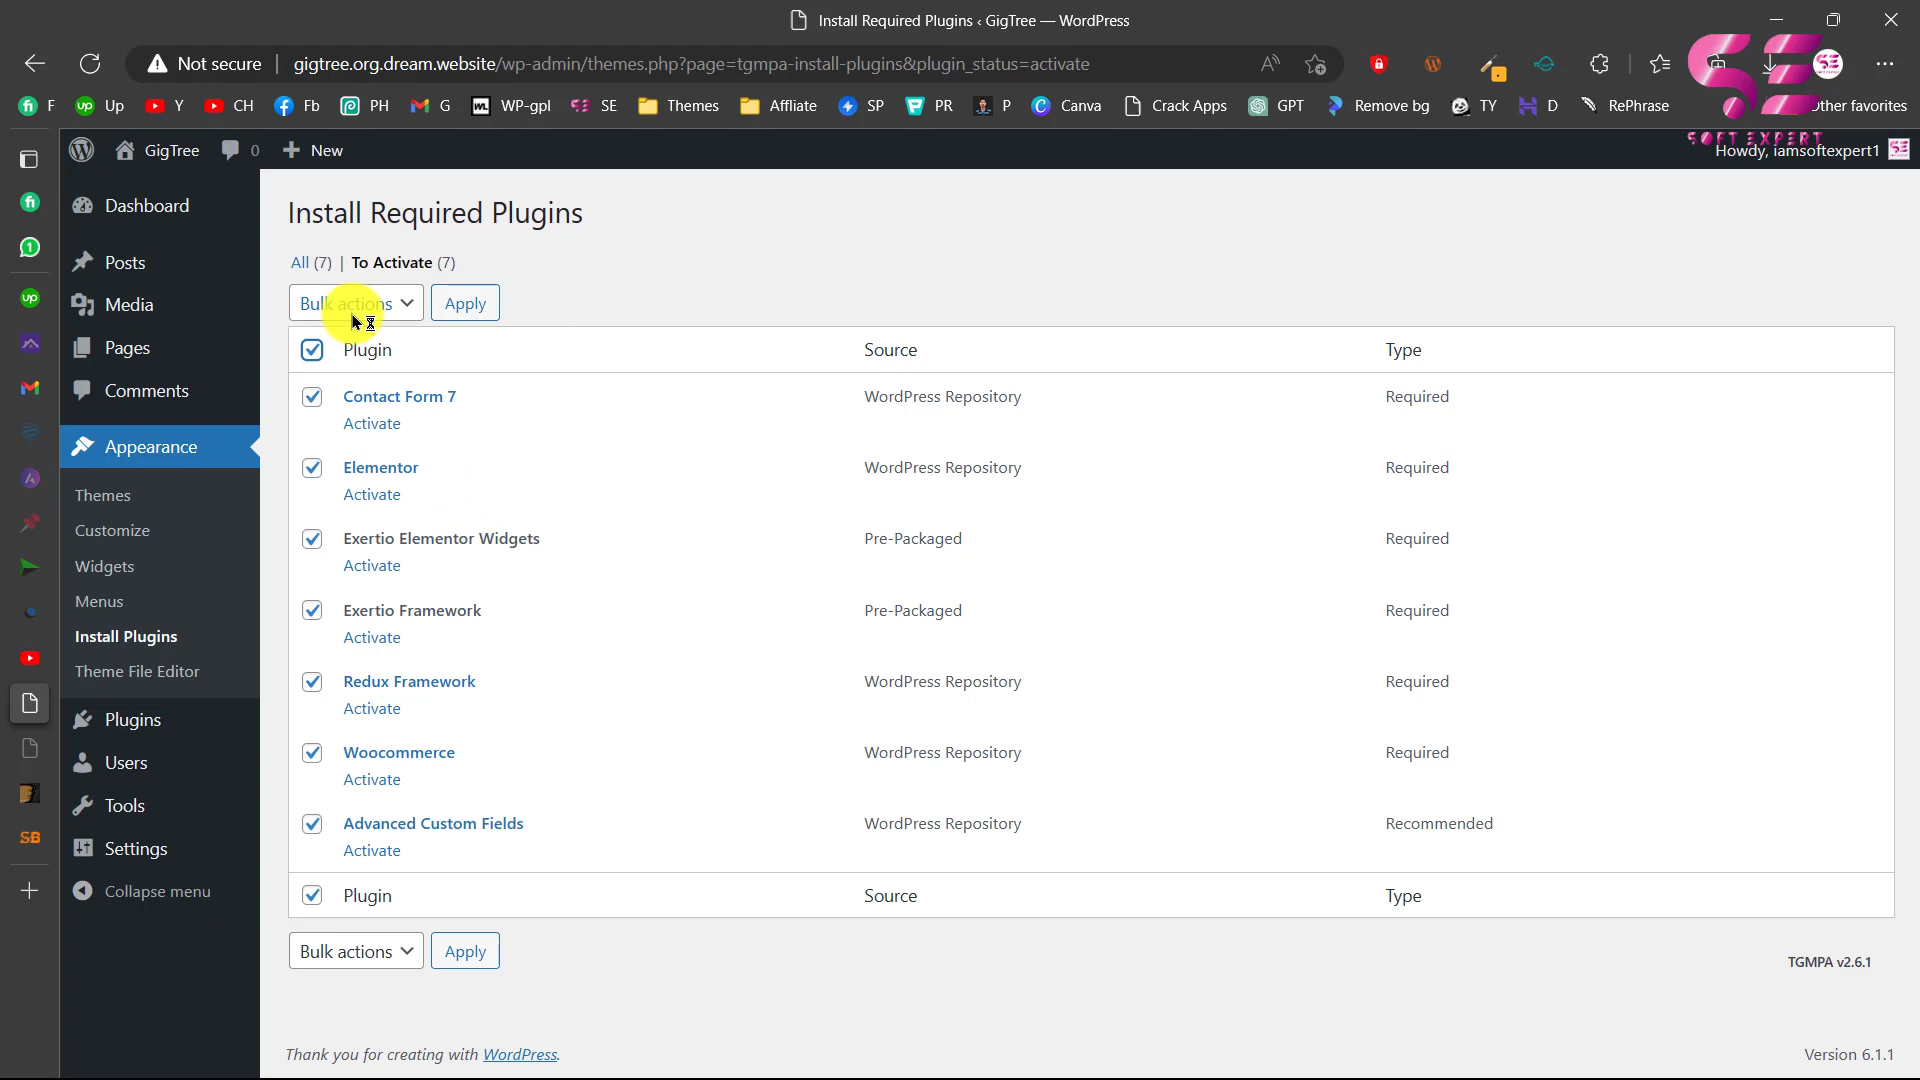 Install Required Plugins ‹ GigTree — WordPress
Not secure | gigtree.org.dream.website/wp-admin/themes.php?page=tgmpa-install-plugins&plugin_status=activate
F Up Y CH Fb PH G WP-gpl SE Themes Affliate SP PR P Canva Crack Apps GPT Remove bg TY D RePhrase Other favorites
SOFT EXPERT
GigTree 0 New Howdy, iamsoftexpert1
Dashboard
Posts
Media
Pages
Comments
Appearance
Themes
Customize
Widgets
Menus
Install Plugins
Theme File Editor
Plugins
Users
Tools
Settings
Collapse menu
Install Required Plugins
All (7) | To Activate (7)
Bulk actions Apply
Plugin Source Type
Contact Form 7 WordPress Repository Required
Activate
Elementor WordPress Repository Required
Activate
Exertio Elementor Widgets Pre-Packaged Required
Activate
Exertio Framework Pre-Packaged Required
Activate
Redux Framework WordPress Repository Required
Activate
Woocommerce WordPress Repository Required
Activate
Advanced Custom Fields WordPress Repository Recommended
Activate
Plugin Source Type
Bulk actions Apply
TGMPA v2.6.1
Thank you for creating with WordPress.
Version 6.1.1